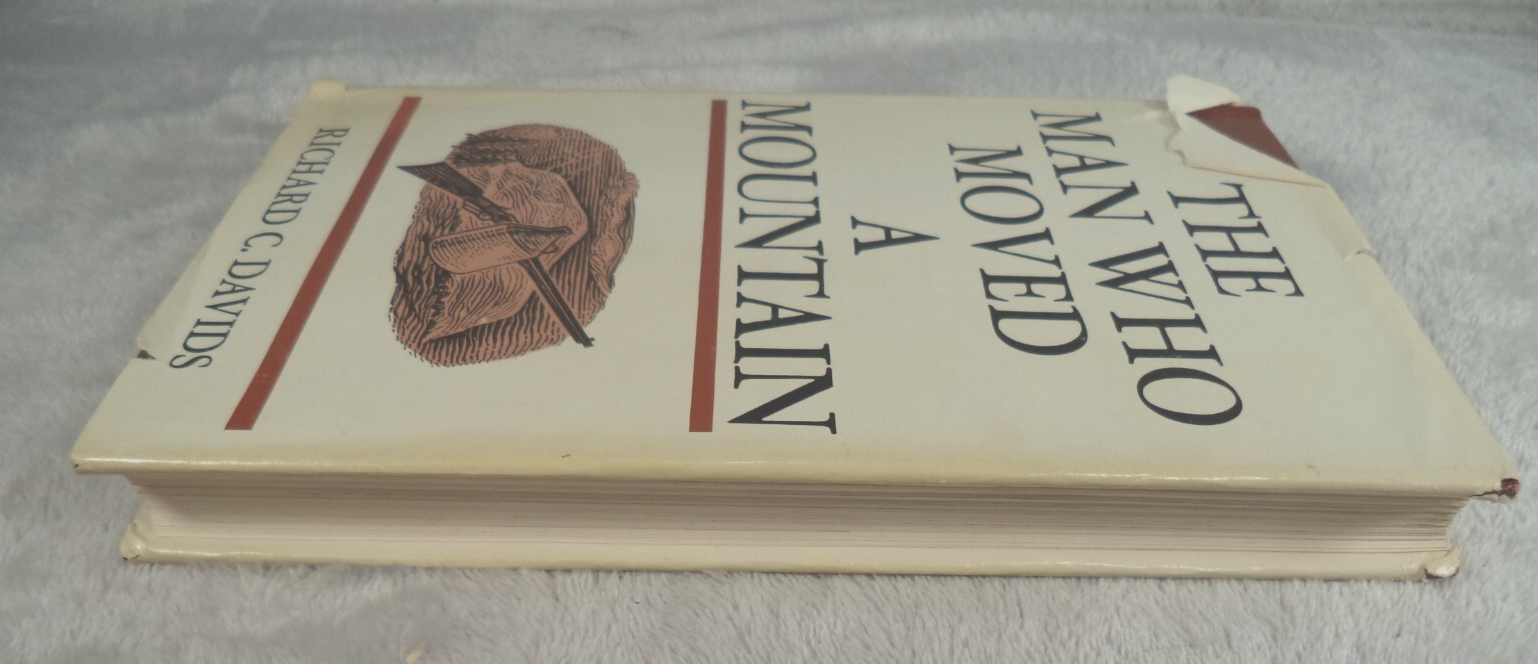 THE
MAN WHO
MOVED
A
MOUNTAIN
RICHARD C. DAVIDS